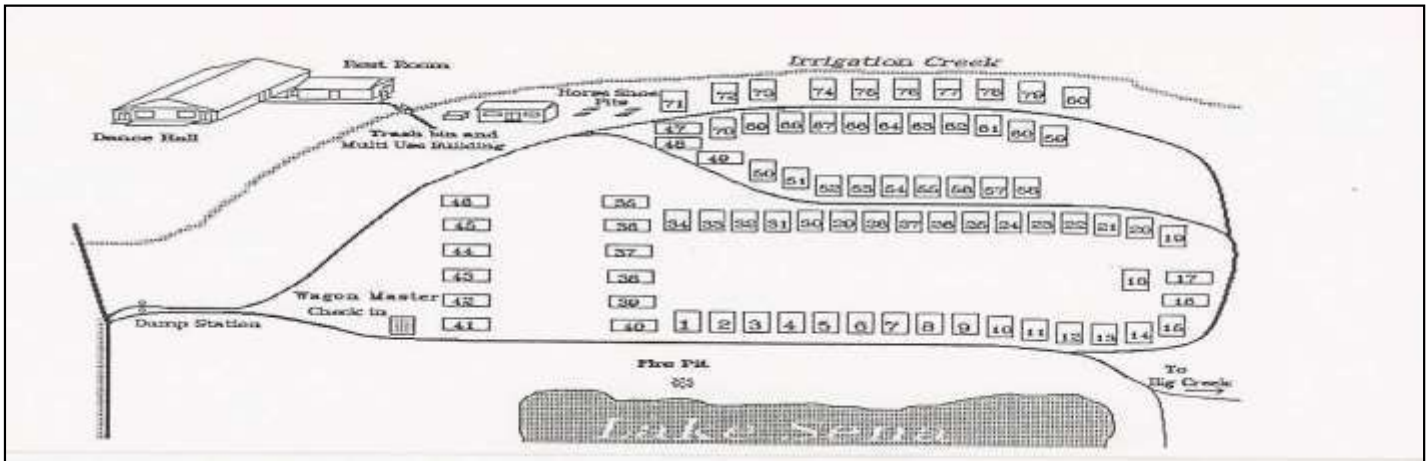 Irrigation Creek
Rest Room
Horse Shoe
Pits
Dance Hall
Trash bin and
Multi Use Building
71 72 73 74 75 76 77 78 79 80
47 70 69 68 67 66 64 63 62 61 60 59
48
49
50 51 52 53 54 55 56 57 58
46 35
45 36 34 33 32 31 30 29 28 27 26 25 24 23 22 21 20 19
44 37
43 38 17
42 39 16
41 40 1 2 3 4 5 6 7 8 9 10 11 12 13 14 15
Wagon Master
Check in
Dump Station
Fire Pit
To
Big Creek
Lake Sena